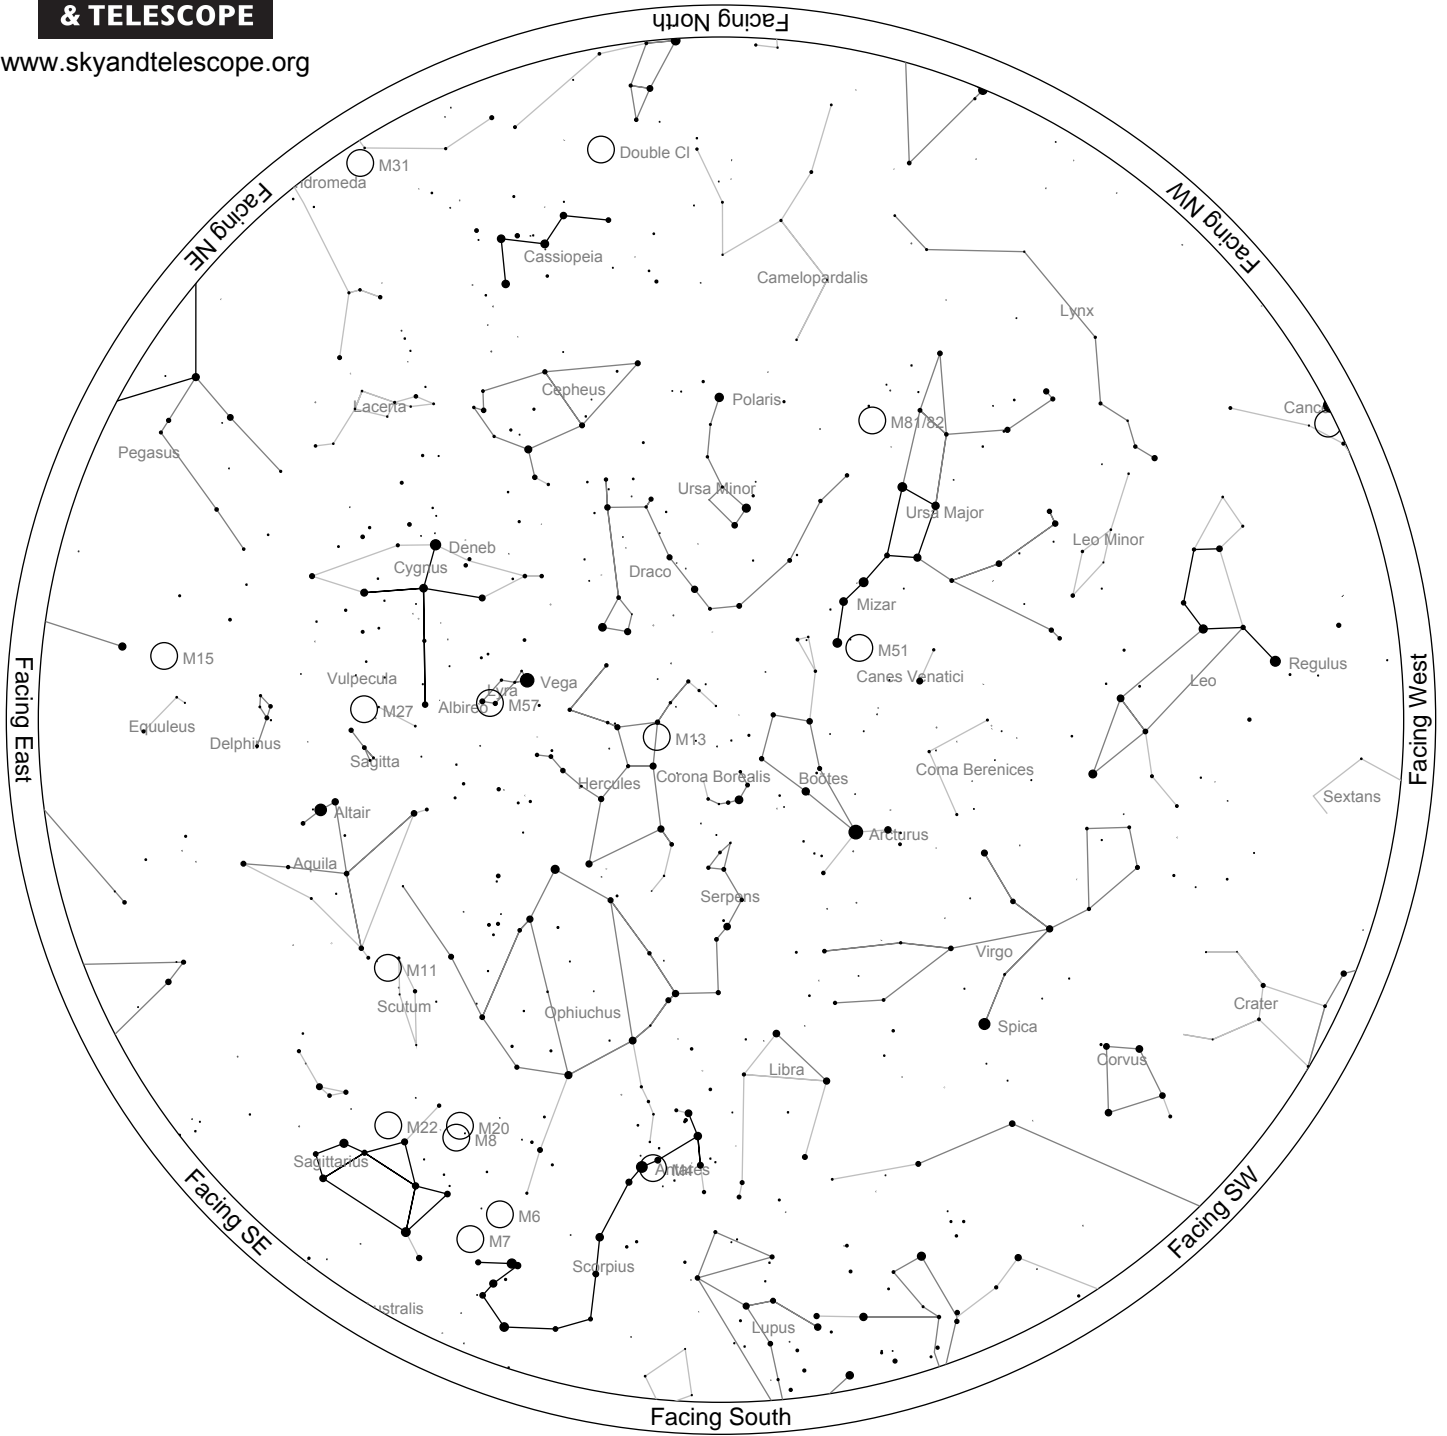 & TELESCOPE
www.skyandtelescope.org
Facing North
Double Cl
M31
ndromeda
Facing NE
Facing NW
Cassiopeia
Camelopardalis
Lynx
Cepheus
Polaris
Lacerta
M81/82
Canc
Pegasus
Ursa Minor
Ursa Major
Leo Minor
Deneb
Cygnus
Draco
Mizar
M51
M15
Canes Venatici
Regulus
Vulpecula
Lyra
Vega
Leo
M27
Albireo
M57
Equuleus
Delphinus
M13
Facing East
Facing West
Sagitta
Hercules
Corona Borealis
Bootes
Coma Berenices
Sextans
Altair
Arcturus
Aquila
Serpens
Virgo
M11
Scutum
Ophiuchus
Spica
Crater
Libra
Corvus
M22
M20
M8
Sagittarius
Antares
M4
Facing SE
Facing SW
M6
M7
Scorpius
ustralis
Lupus
Facing South